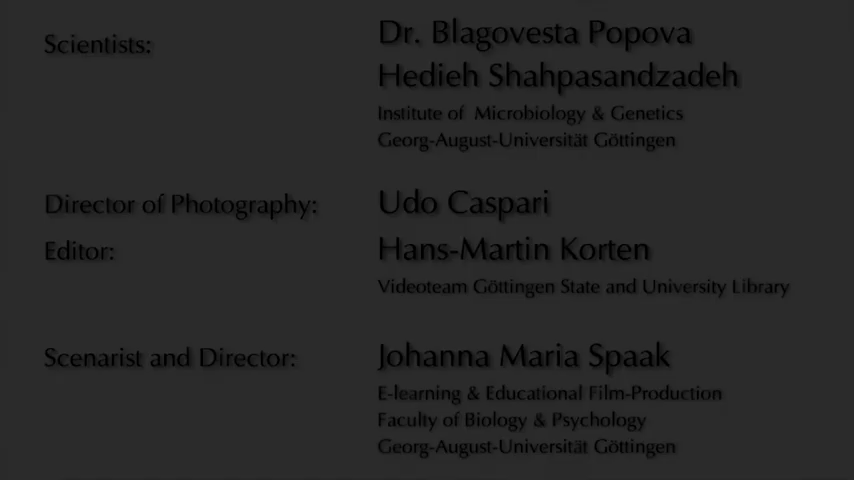 Scientists:
Dr. Blagovesta Popova
Hedieh Shahpasandzadeh
Institute of Microbiology & Genetics
Georg-August-Universität Göttingen
Director of Photography:
Udo Caspari
Editor:
Hans-Martin Korten
Videoteam Göttingen State and University Library
Scenarist and Director:
Johanna Maria Spaak
E-learning & Educational Film-Production
Faculty of Biology & Psychology
Georg-August-Universität Göttingen